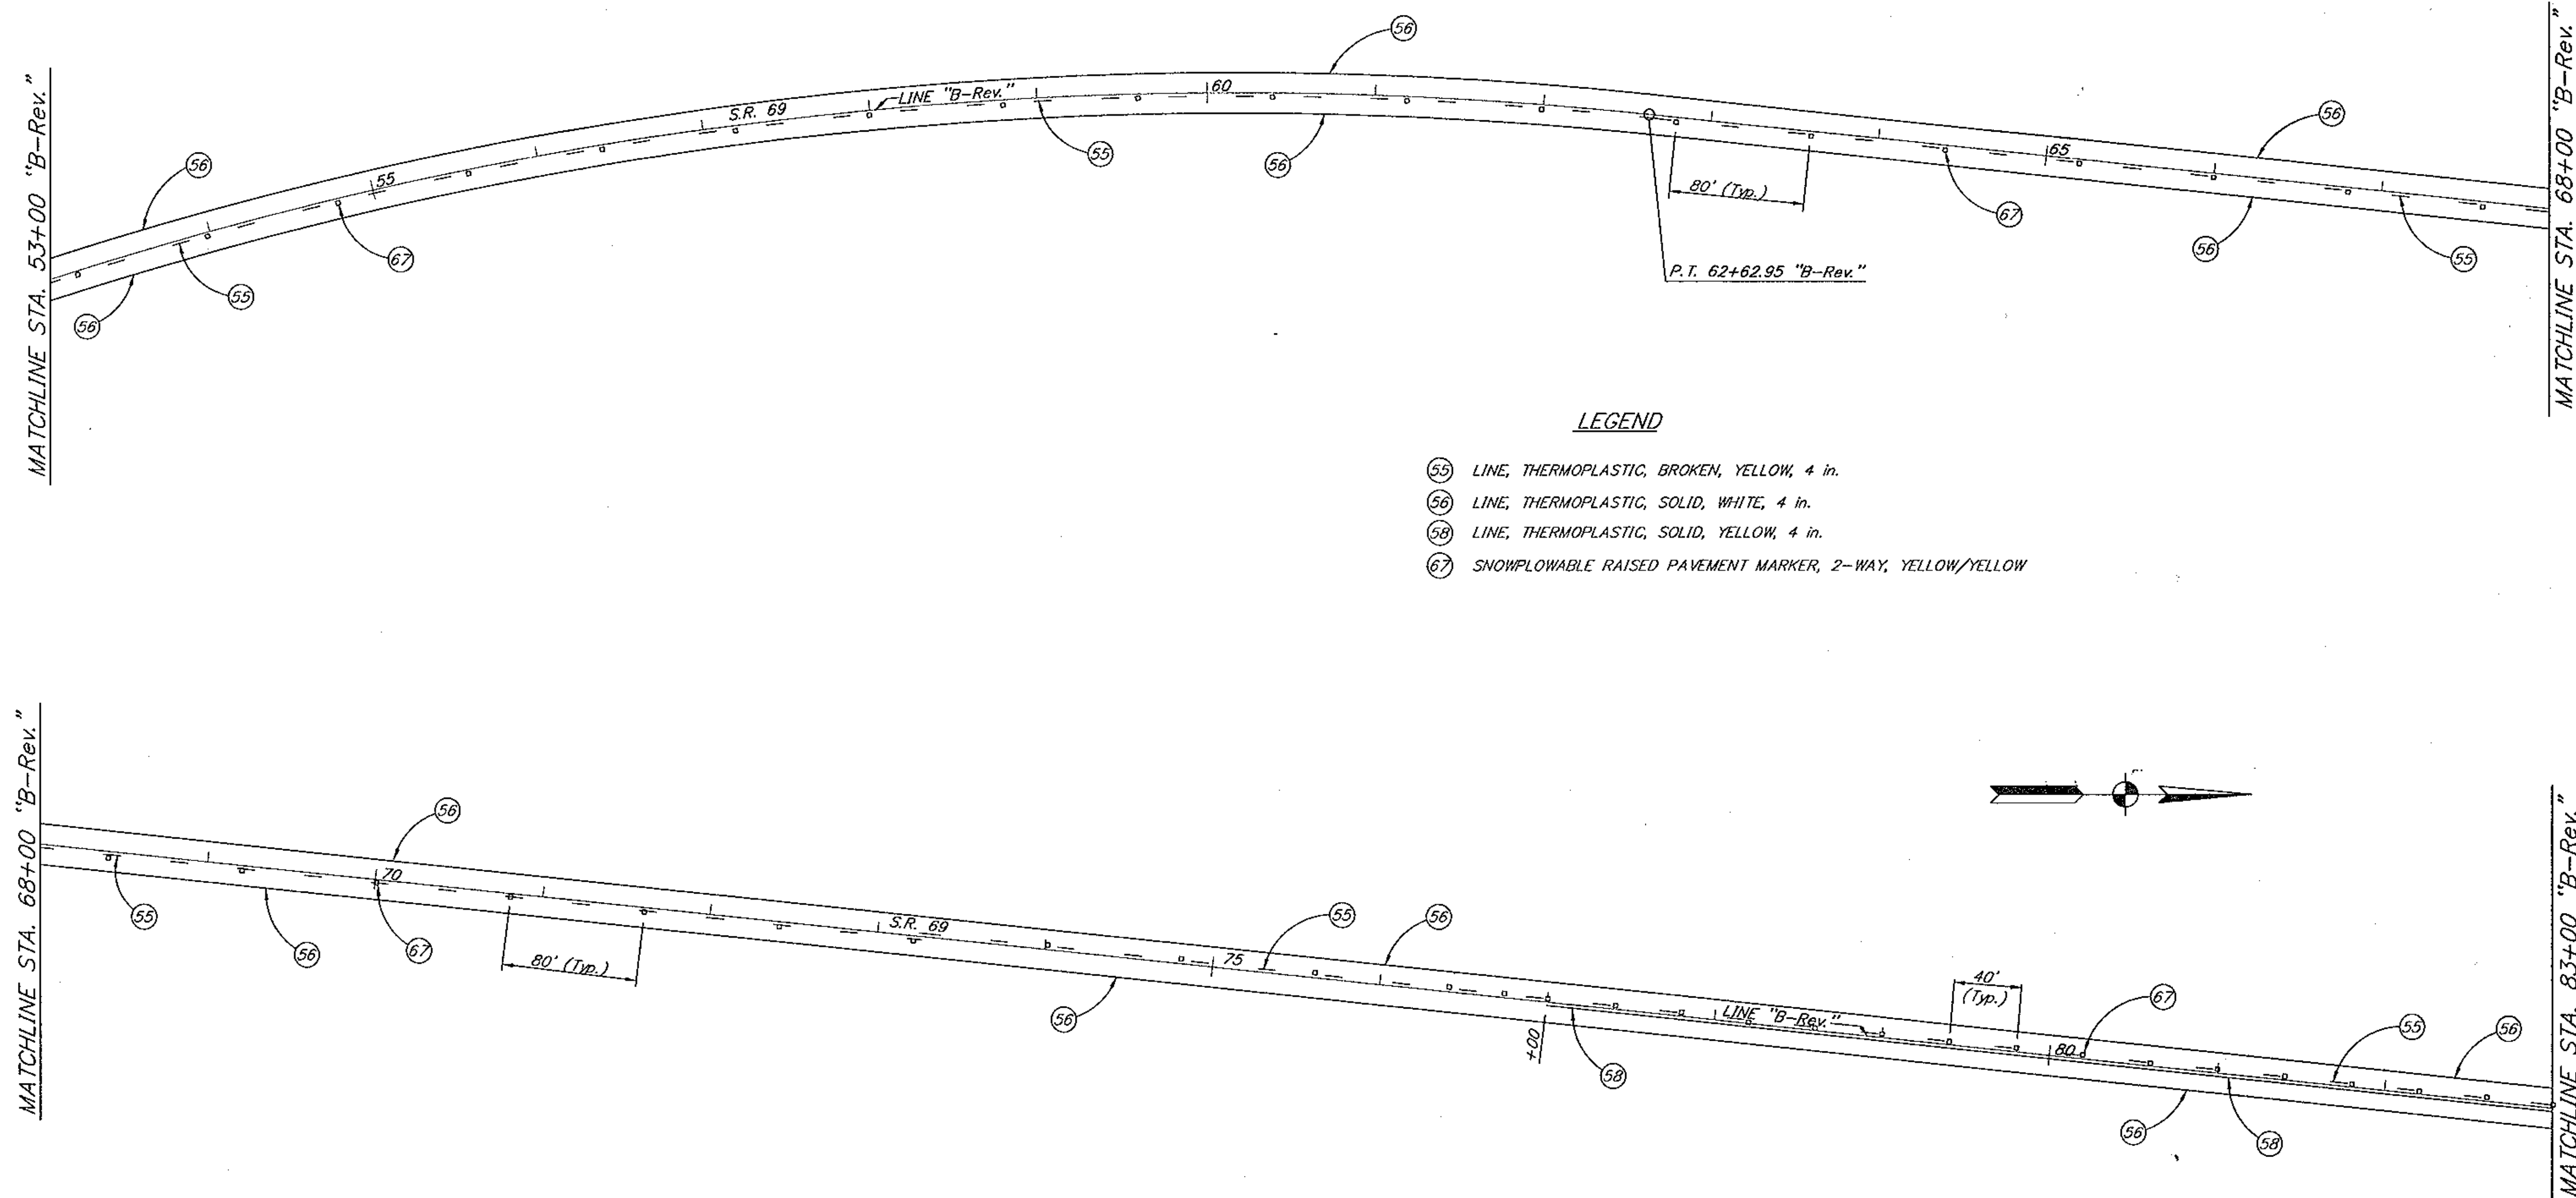 MATCHLINE STA. 53+00 "B-Rev."
56
56
55
67
55
S.R. 69
LINE "B-Rev."
56
60
55
56
80' (Typ.)
P.T. 62+62.95 "B-Rev."
67
65
56
56
55
MATCHLINE STA. 68+00 "B-Rev."
LEGEND
55 LINE, THERMOPLASTIC, BROKEN, YELLOW, 4 in.
56 LINE, THERMOPLASTIC, SOLID, WHITE, 4 in.
58 LINE, THERMOPLASTIC, SOLID, YELLOW, 4 in.
67 SNOWPLOWABLE RAISED PAVEMENT MARKER, 2-WAY, YELLOW/YELLOW
MATCHLINE STA. 68+00 "B-Rev."
55
56
56
70
67
80' (Typ.)
S.R. 69
56
75
55
56
+00
58
LINE "B-Rev."
40'
(Typ.)
67
80
55
56
56
58
MATCHLINE STA. 83+00 "B-Rev."